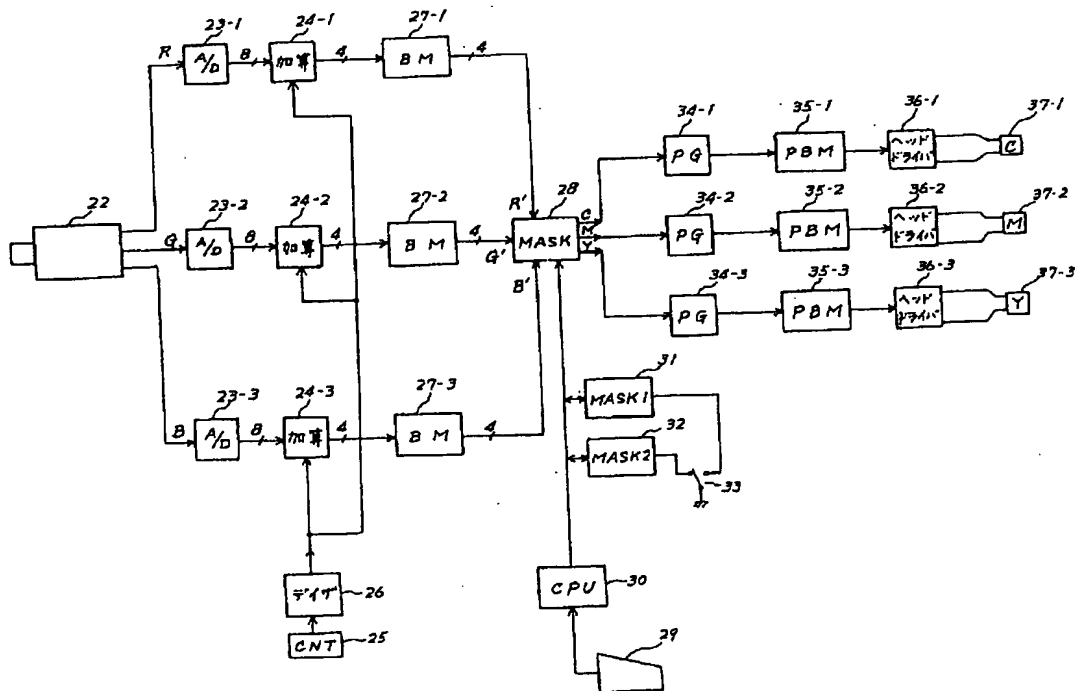 23-1
24-1
27-1
R
A/D
8
加算
4
BM
4
34-1
35-1
36-1
37-1
PG
PBM
ヘッド
ドライバ
C
22
23-2
24-2
27-2
R'
28
C
M
Y
G
A/D
8
加算
4
BM
4
G'
MASK
B'
34-2
35-2
36-2
37-2
PG
PBM
ヘッド
ドライバ
M
34-3
35-3
36-3
37-3
PG
PBM
ヘッド
ドライバ
Y
23-3
24-3
27-3
B
A/D
8
加算
4
BM
4
31
MASK1
32
MASK2
33
デイザ
26
CNT
25
CPU
30
29